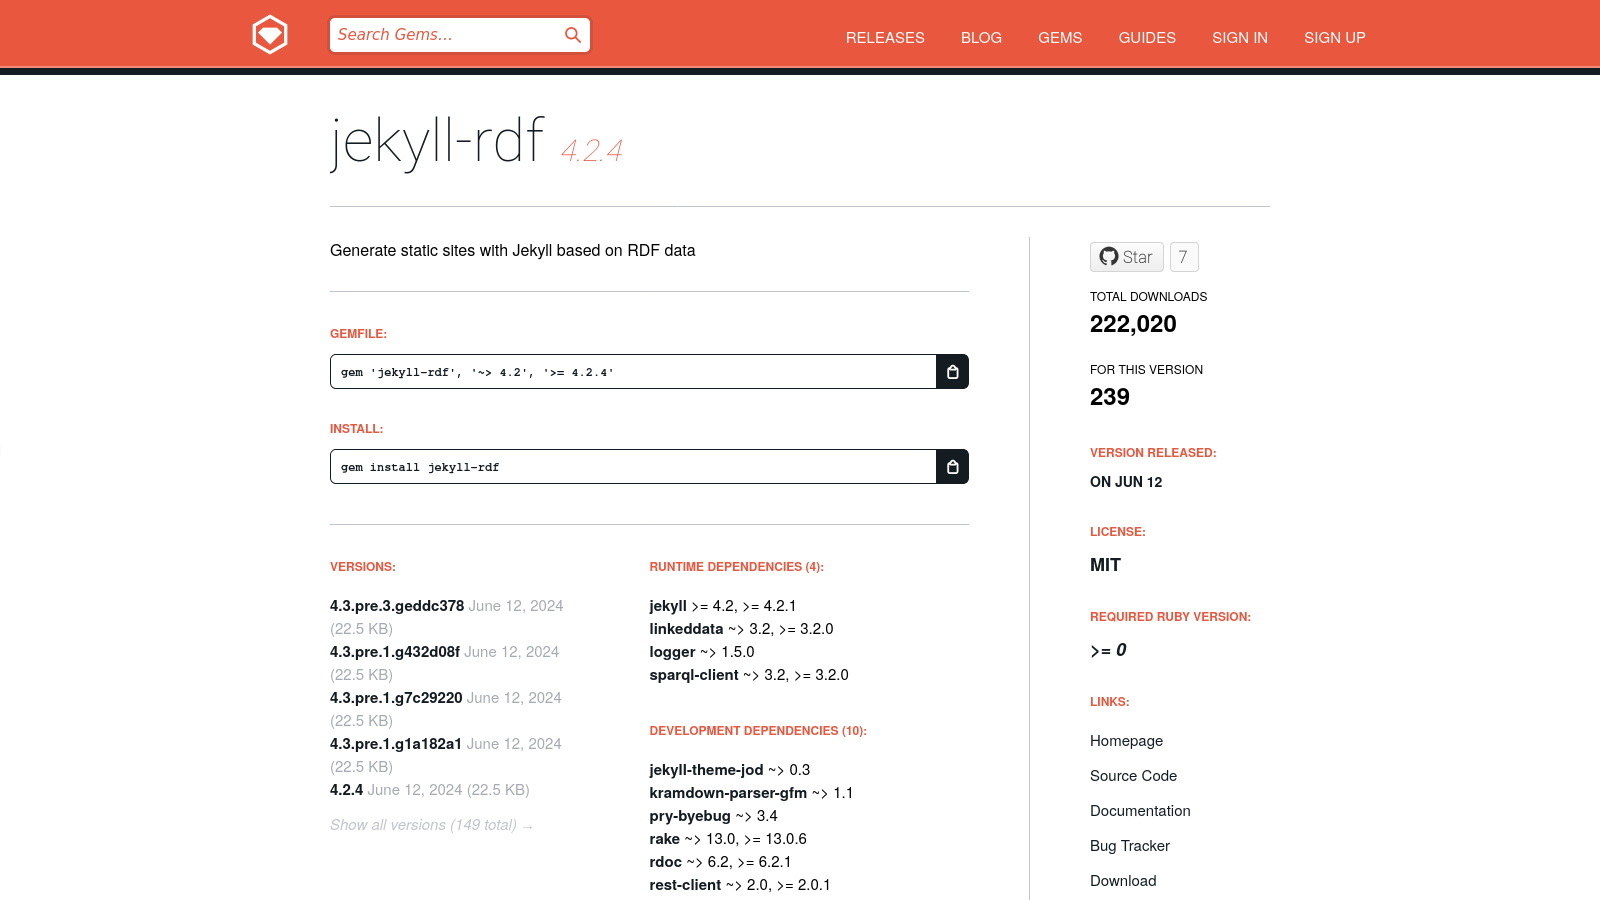 Search Gems...
RELEASES
BLOG
GEMS
GUIDES
SIGN IN
SIGN UP
jekyll-rdf 4.2.4
Generate static sites with Jekyll based on RDF data
GEMFILE:
gem 'jekyll-rdf', '~> 4.2', '>= 4.2.4'
INSTALL:
gem install jekyll-rdf
VERSIONS:
4.3.pre.3.geddc378 June 12, 2024
(22.5 KB)
4.3.pre.1.g432d08f June 12, 2024
(22.5 KB)
4.3.pre.1.g7c29220 June 12, 2024
(22.5 KB)
4.3.pre.1.g1a182a1 June 12, 2024
(22.5 KB)
4.2.4 June 12, 2024 (22.5 KB)
Show all versions (149 total) →
RUNTIME DEPENDENCIES (4):
jekyll >= 4.2, >= 4.2.1
linkeddata ~> 3.2, >= 3.2.0
logger ~> 1.5.0
sparql-client ~> 3.2, >= 3.2.0
DEVELOPMENT DEPENDENCIES (10):
jekyll-theme-jod ~> 0.3
kramdown-parser-gfm ~> 1.1
pry-byebug ~> 3.4
rake ~> 13.0, >= 13.0.6
rdoc ~> 6.2, >= 6.2.1
rest-client ~> 2.0, >= 2.0.1
Star 7
TOTAL DOWNLOADS
222,020
FOR THIS VERSION
239
VERSION RELEASED:
ON JUN 12
LICENSE:
MIT
REQUIRED RUBY VERSION:
>= 0
LINKS:
Homepage
Source Code
Documentation
Bug Tracker
Download